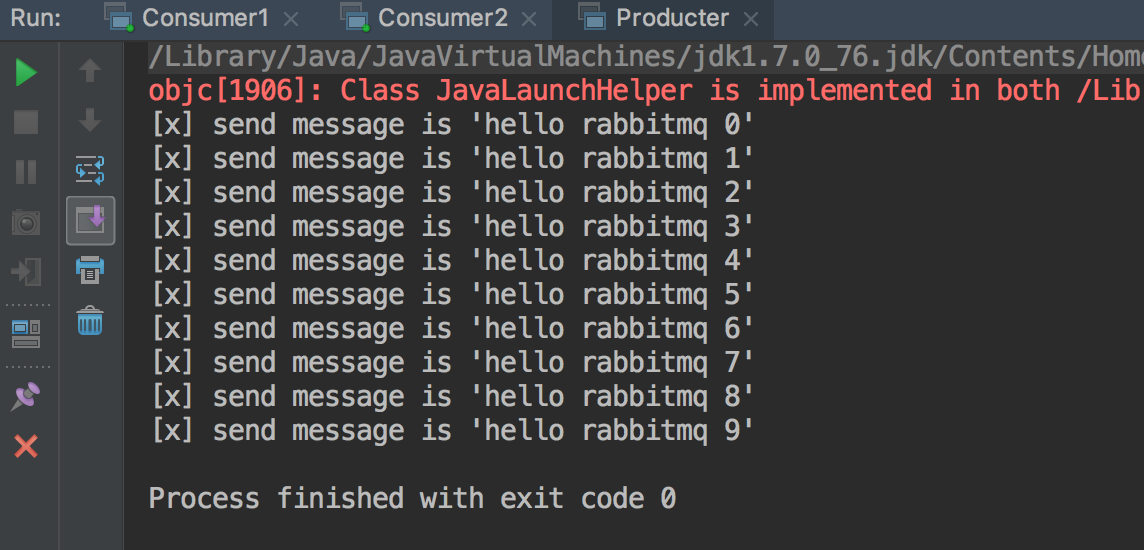 Run: Consumer1 Consumer2 Producter
/Library/Java/JavaVirtualMachines/jdk1.7.0_76.jdk/Contents/Home
objc[1906]: Class JavaLaunchHelper is implemented in both /Lib
[x] send message is 'hello rabbitmq 0'
[x] send message is 'hello rabbitmq 1'
[x] send message is 'hello rabbitmq 2'
[x] send message is 'hello rabbitmq 3'
[x] send message is 'hello rabbitmq 4'
[x] send message is 'hello rabbitmq 5'
[x] send message is 'hello rabbitmq 6'
[x] send message is 'hello rabbitmq 7'
[x] send message is 'hello rabbitmq 8'
[x] send message is 'hello rabbitmq 9'
Process finished with exit code 0